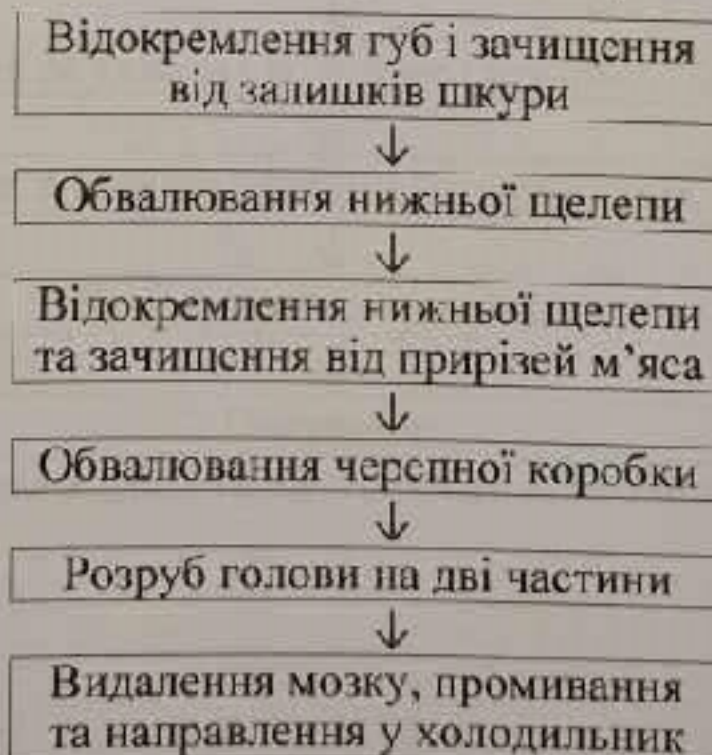 Відокремлення губ і зачищення
від залишків шкури
↓
Обвалювання нижньої щелепи
↓
Відокремлення нижньої щелепи
та зачищення від прирізей м’яса
↓
Обвалювання черепної коробки
↓
Розруб голови на дві частини
↓
Видалення мозку, промивання
та направлення у холодильник